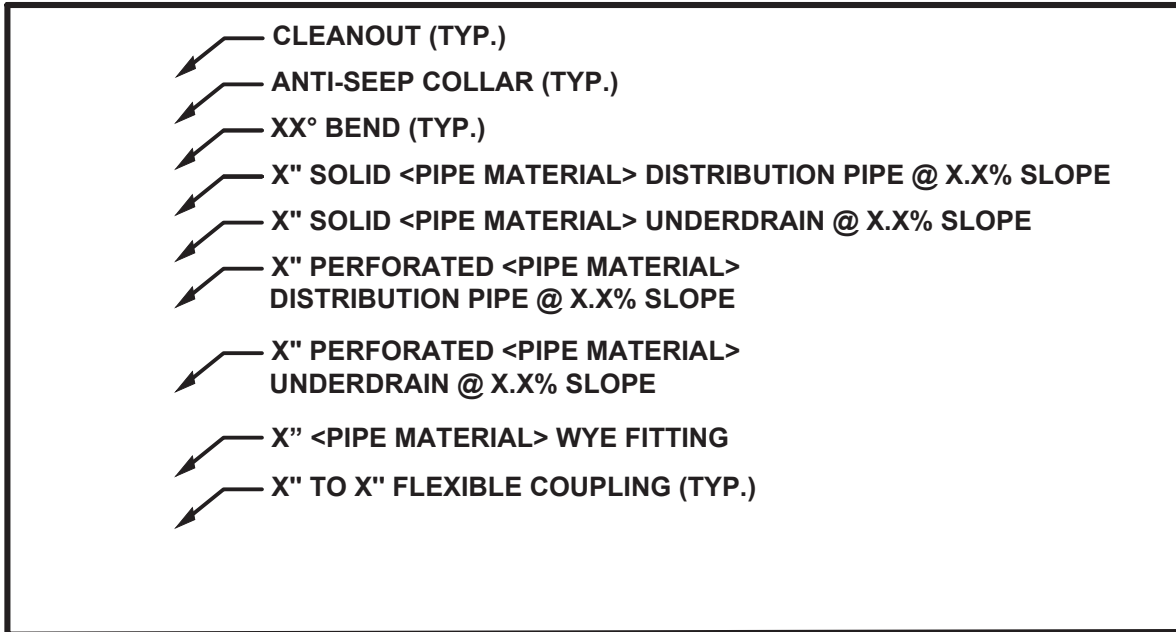 CLEANOUT (TYP.)
ANTI-SEEP COLLAR (TYP.)
XX° BEND (TYP.)
X" SOLID <PIPE MATERIAL> DISTRIBUTION PIPE @ X.X% SLOPE
X" SOLID <PIPE MATERIAL> UNDERDRAIN @ X.X% SLOPE
X" PERFORATED <PIPE MATERIAL>
DISTRIBUTION PIPE @ X.X% SLOPE
X" PERFORATED <PIPE MATERIAL>
UNDERDRAIN @ X.X% SLOPE
X” <PIPE MATERIAL> WYE FITTING
X" TO X" FLEXIBLE COUPLING (TYP.)